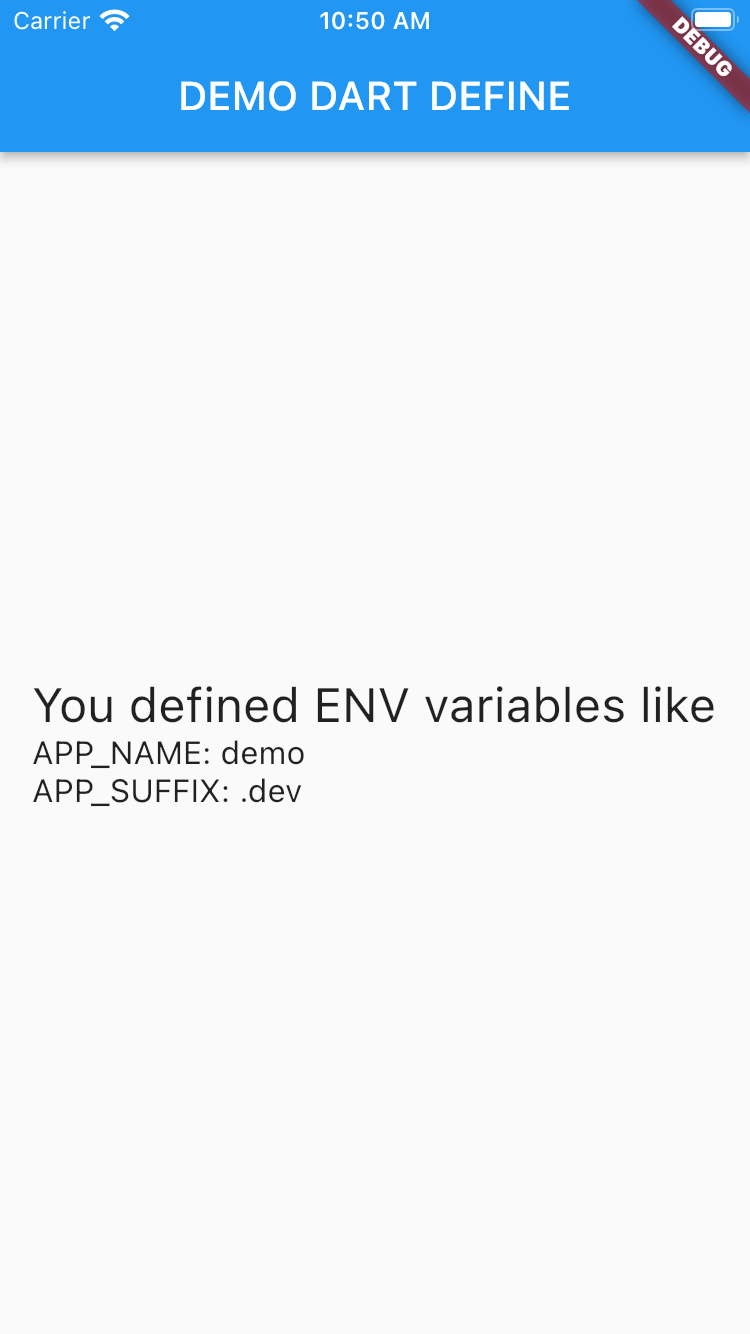 Carrier 10:50 AM
DEBUG
DEMO DART DEFINE
You defined ENV variables like
APP_NAME: demo
APP_SUFFIX: .dev